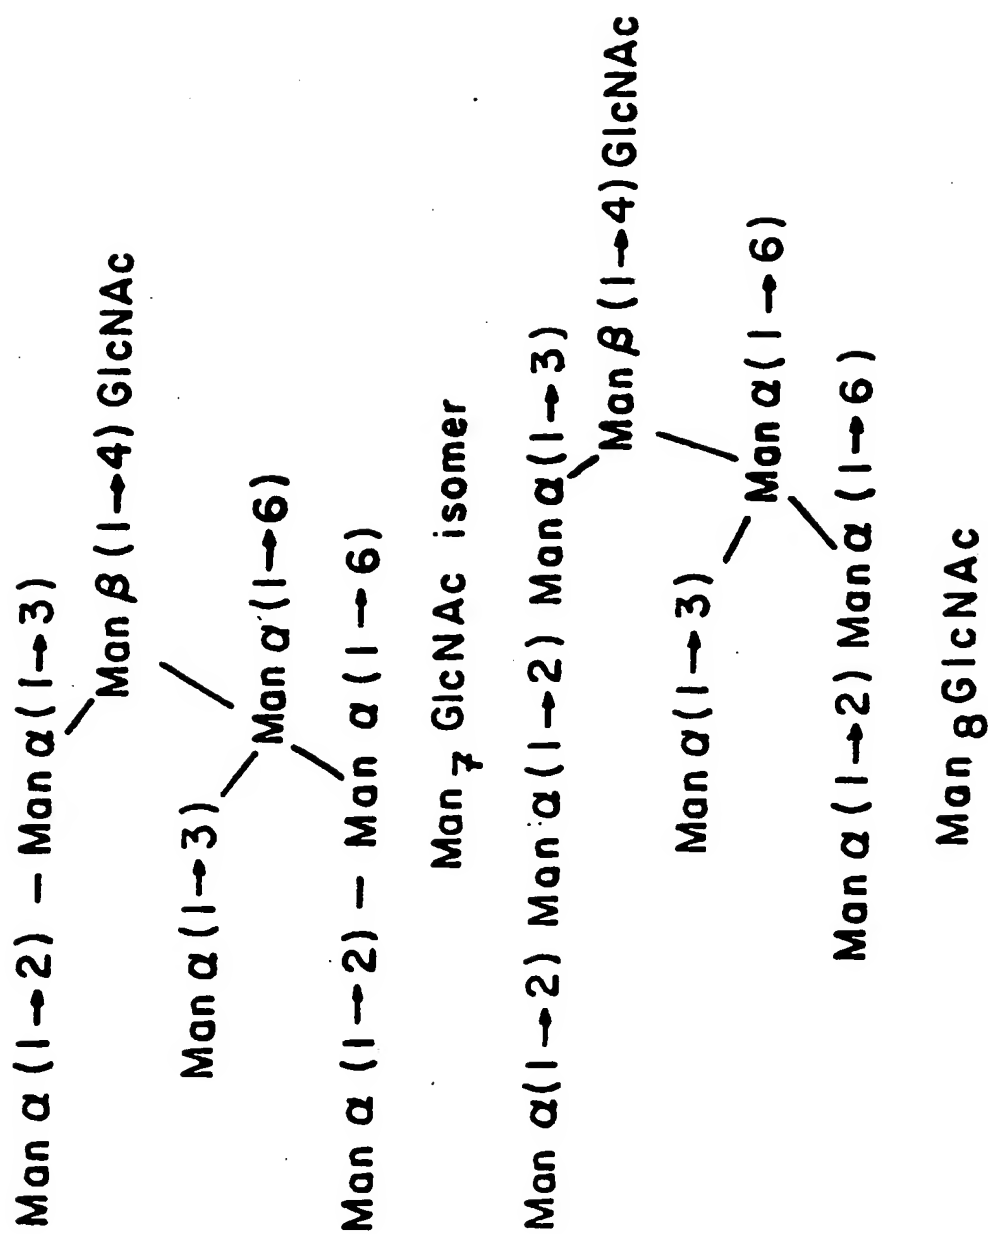 Man α (1→2) – Man α(1→3)
Man β (1→4) GlcNAc
Man α (1→3)
Man α (1→6)
Man α (1→2) – Man α (1→6)
Man7 GlcNAc isomer
Man α(1→2) Man α(1→2) Man α(1→3)
Man β (1→4) GlcNAc
Man α(1→3)
Man α(1→6)
Man α (1→2) Man α (1→6)
Man8 GlcNAc